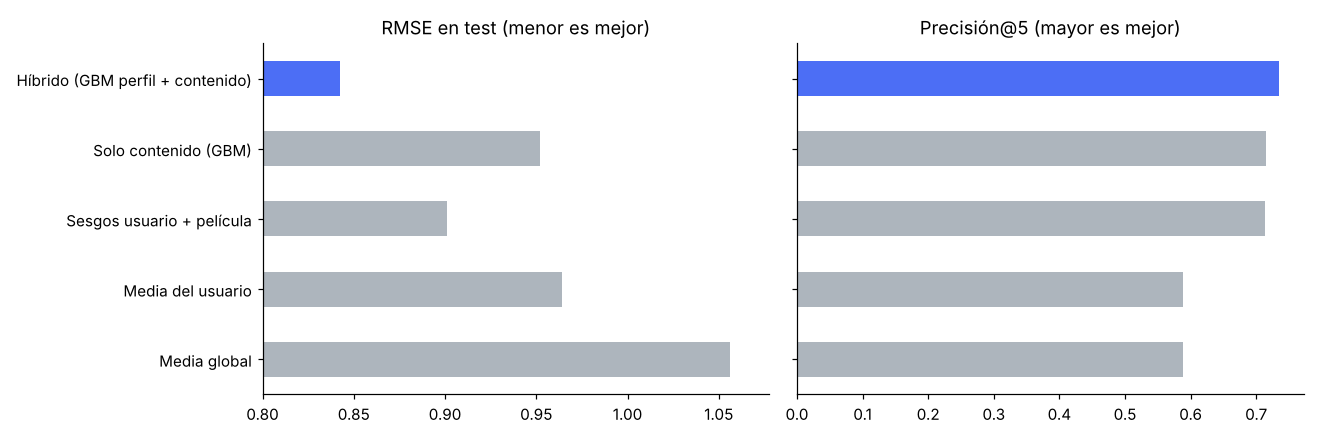 RMSE en test (menor es mejor)
Híbrido (GBM perfil + contenido)
Solo contenido (GBM)
Sesgos usuario + película
Media del usuario
Media global
0.80 0.85 0.90 0.95 1.00 1.05
Precisión@5 (mayor es mejor)
0.0 0.1 0.2 0.3 0.4 0.5 0.6 0.7